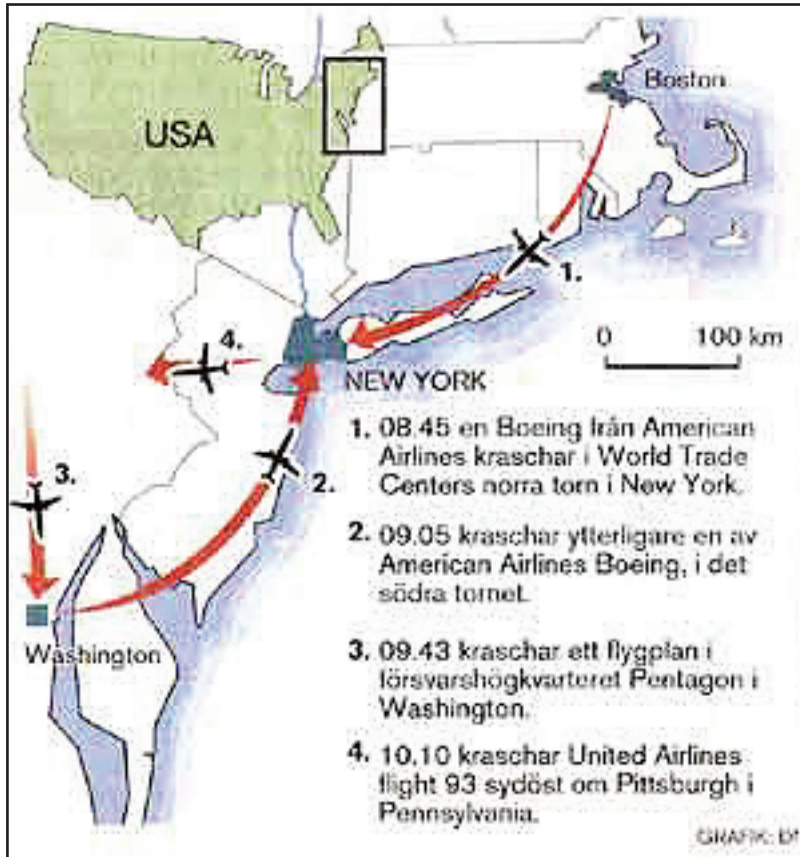 USA
Boston
1.
0 100 km
4.
NEW YORK
3.
2.
Washington
1. 08.45 en Boeing från American
Airlines kraschar i World Trade
Centers norra torn i New York.
2. 09.05 kraschar ytterligare en av
American Airlines Boeing, i det
södra tornet.
3. 09.43 kraschar ett flygplan i
försvarshögkvarteret Pentagon i
Washington.
4. 10.10 kraschar United Airlines
flight 93 sydöst om Pittsburgh i
Pennsylvania.
GRAFIK: